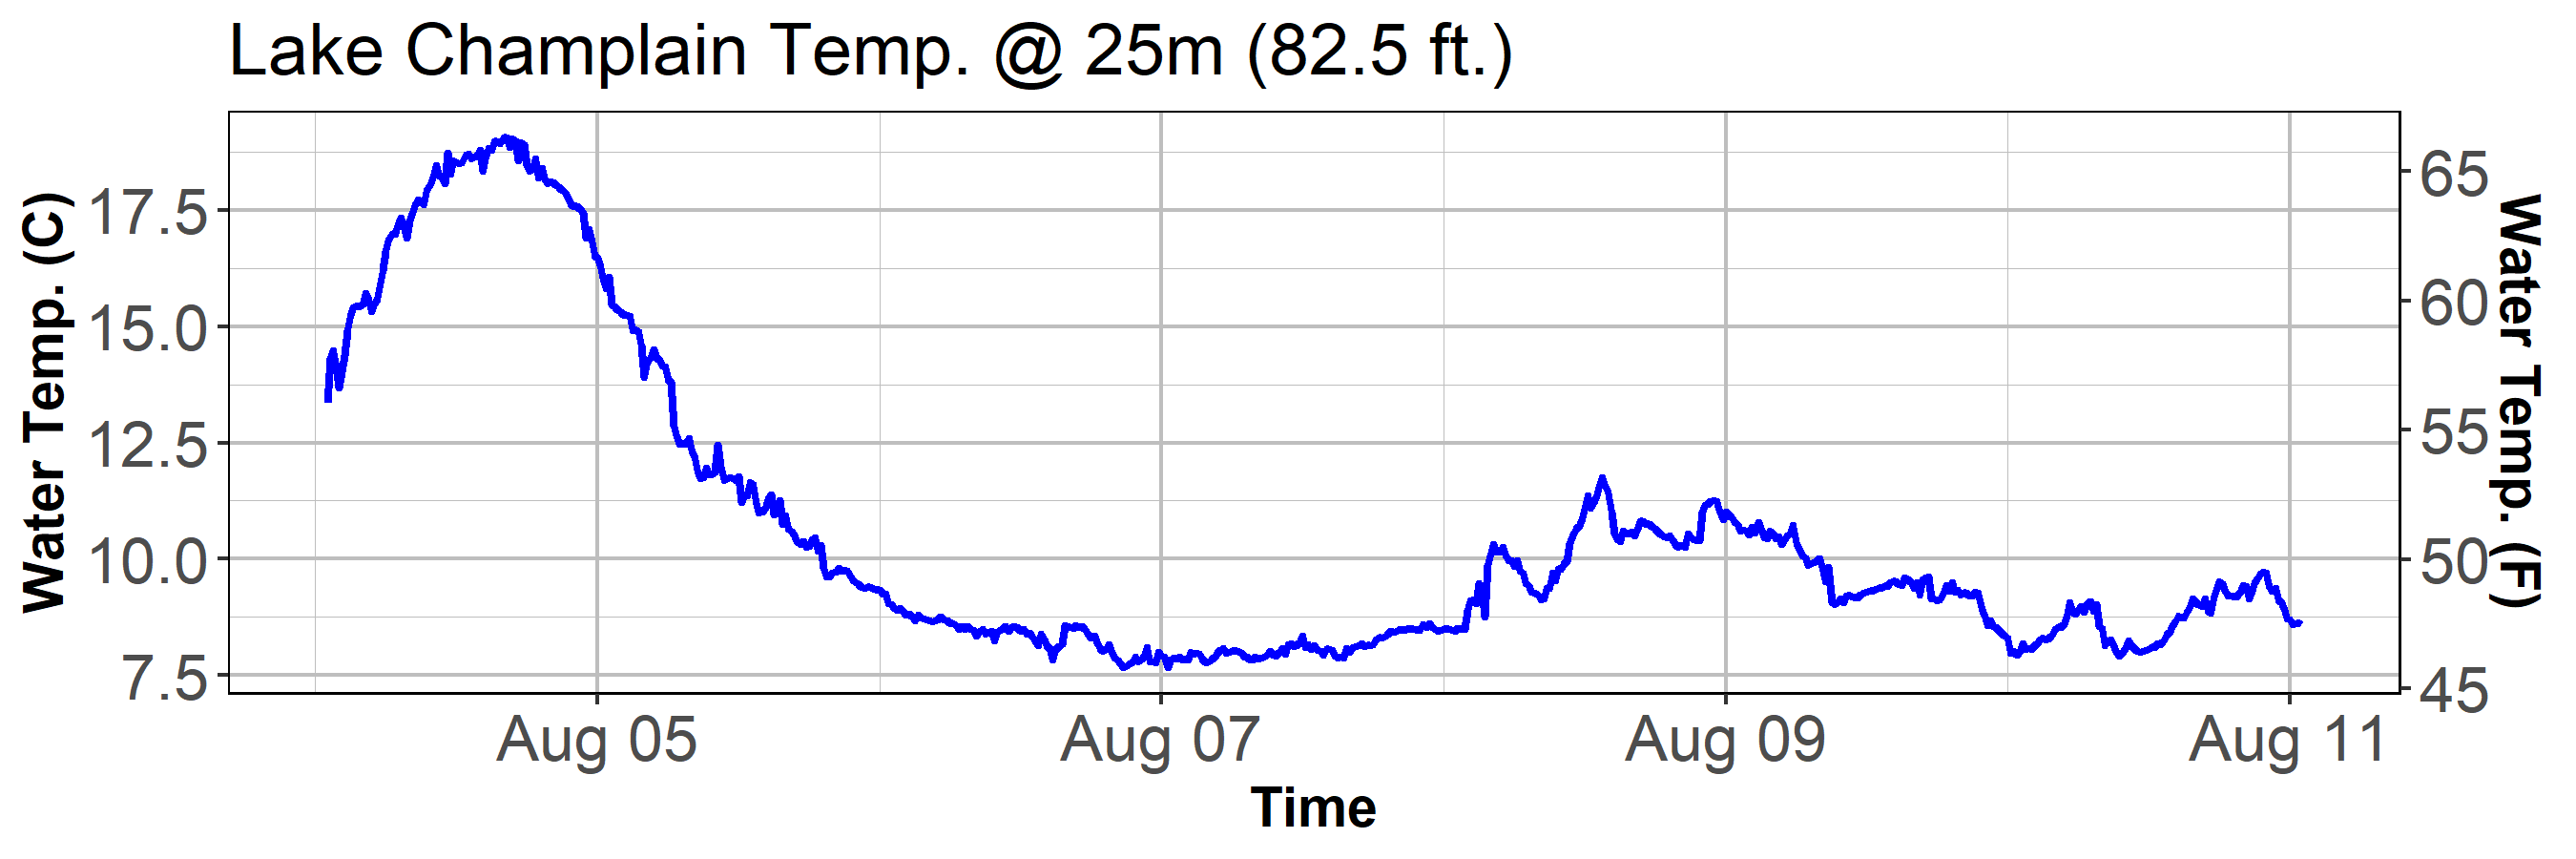 Lake Champlain Temp. @ 25m (82.5 ft.)
Water Temp. (C)
17.5
15.0
12.5
10.0
7.5
65
60
55
50
45
Water Temp. (F)
Aug 05 Aug 07 Aug 09 Aug 11
Time